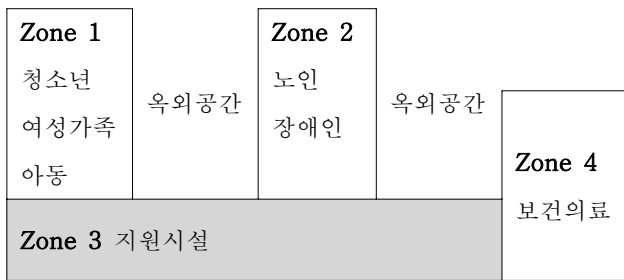 Zone 1
청소년
여성가족
아동
옥외공간
Zone 2
노인
장애인
옥외공간
Zone 4
보건의료
Zone 3 지원시설